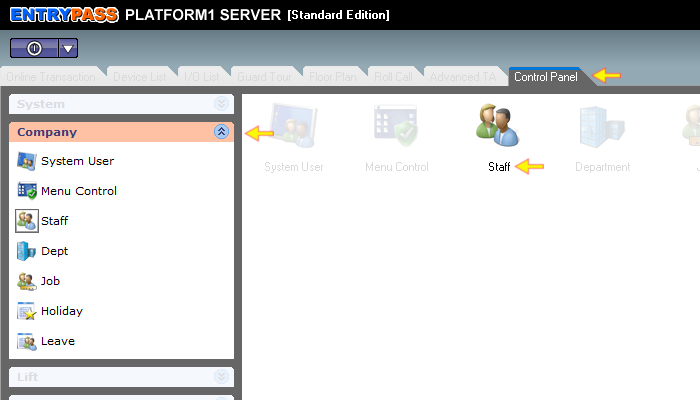 ENTRYPASS PLATFORM1 SERVER [Standard Edition]
Online Transaction Device List I/O List Guard Tour Floor Plan Roll Call Advanced TA Control Panel
System
Company
System User
Menu Control
Staff
Dept
Job
Holiday
Leave
Lift
System User Menu Control Staff Department